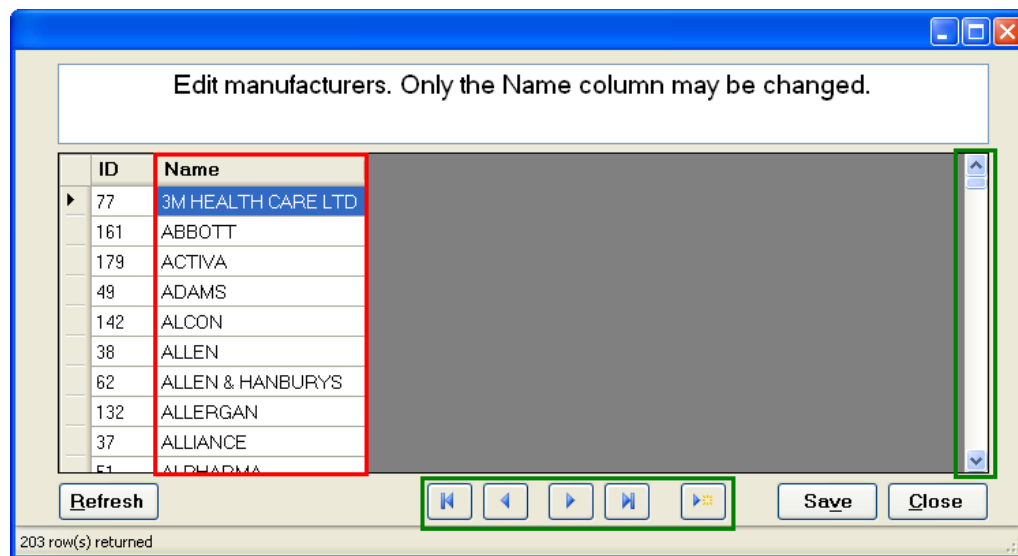 Edit manufacturers. Only the Name column may be changed.
ID Name
77 3M HEALTH CARE LTD
161 ABBOTT
179 ACTIVA
49 ADAMS
142 ALCON
38 ALLEN
62 ALLEN & HANBURYS
132 ALLERGAN
37 ALLIANCE
51 ALPHARMA
Refresh Save Close
203 row(s) returned